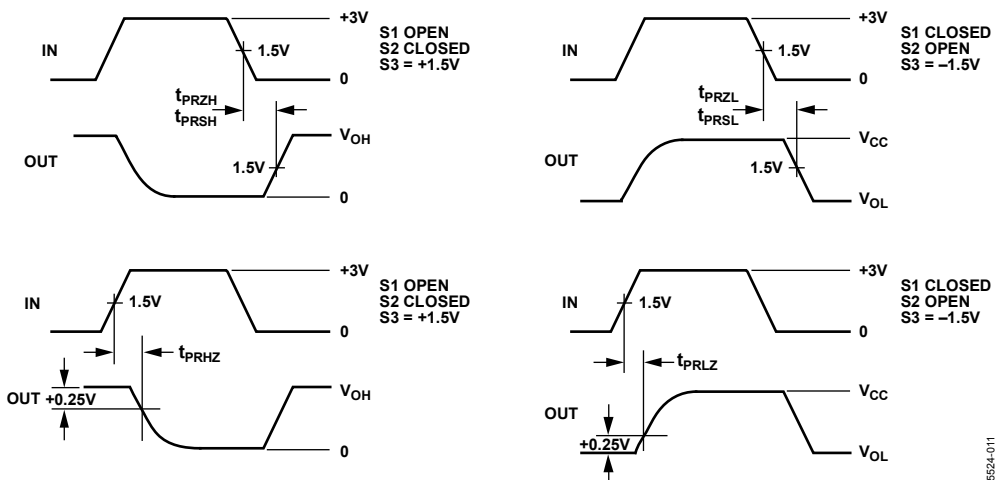 +3V
IN
1.5V
S1 OPEN
S2 CLOSED
S3 = +1.5V
0
tPRZH
tPRSH
VOH
OUT
1.5V
0
+3V
IN
1.5V
S1 CLOSED
S2 OPEN
S3 = –1.5V
0
tPRZL
tPRSL
VCC
OUT
1.5V
VOL
+3V
IN
1.5V
S1 OPEN
S2 CLOSED
S3 = +1.5V
0
tPRHZ
VOH
OUT +0.25V
0
+3V
IN
1.5V
S1 CLOSED
S2 OPEN
S3 = –1.5V
0
tPRLZ
VCC
OUT
+0.25V
VOL
5524-011